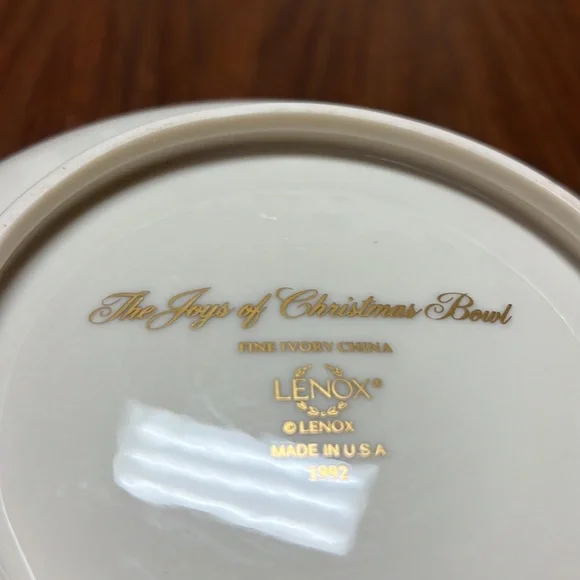 The Joys of Christmas Bowl
FINE IVORY CHINA
LENOX®
© LENOX
MADE IN U.S.A
1992